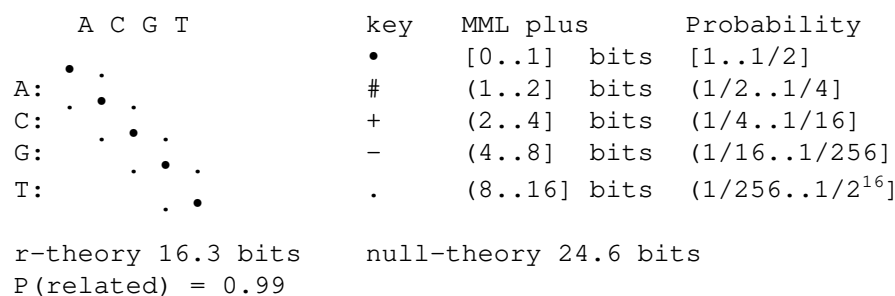 A C G T key MML plus Probability
• [0..1] bits [1..1/2]
• .
A: # (1..2] bits (1/2..1/4]
. • .
C: + (2..4] bits (1/4..1/16]
. • .
G: - (4..8] bits (1/16..1/256]
. • .
T: . (8..16] bits (1/256..1/2¹⁶]
. •
r-theory 16.3 bits null-theory 24.6 bits
P(related) = 0.99